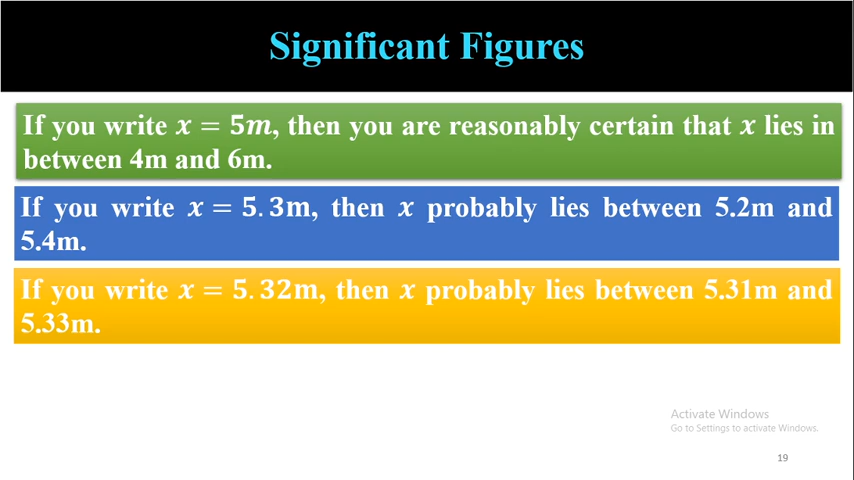 Significant Figures
If you write x = 5m, then you are reasonably certain that x lies in
between 4m and 6m.
If you write x = 5.3m, then x probably lies between 5.2m and
5.4m.
If you write x = 5.32m, then x probably lies between 5.31m and
5.33m.
Activate Windows
Go to Settings to activate Windows.
19